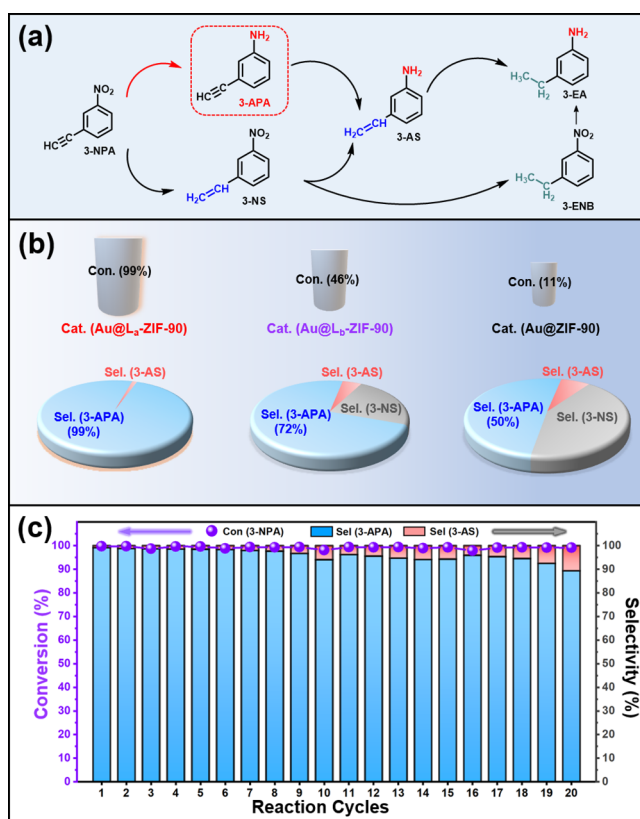 (a)
NH₂
3-APA
HC
NO₂
HC
3-NPA
NH₂
H₂C
CH
3-AS
NH₂
H₃C
C
H₂
3-EA
NO₂
H₂C
CH
3-NS
NO₂
H₃C
C
H₂
3-ENB
(b)
Con. (99%)
Con. (46%)
Con. (11%)
Cat. (Au@Lₐ-ZIF-90)
Cat. (Au@L_b-ZIF-90)
Cat. (Au@ZIF-90)
Sel. (3-AS)
Sel. (3-APA)
(99%)
Sel. (3-AS)
Sel. (3-APA)
(72%)
Sel. (3-NS)
Sel. (3-AS)
Sel. (3-APA)
(50%)
Sel. (3-NS)
(c)
Con (3-NPA)
Sel (3-APA)
Sel (3-AS)
Conversion (%)
100
90
80
70
60
50
40
30
20
10
0
100
90
80
70
60
50
40
30
20
10
0
Selectivity (%)
1 2 3 4 5 6 7 8 9 10 11 12 13 14 15 16 17 18 19 20
Reaction Cycles